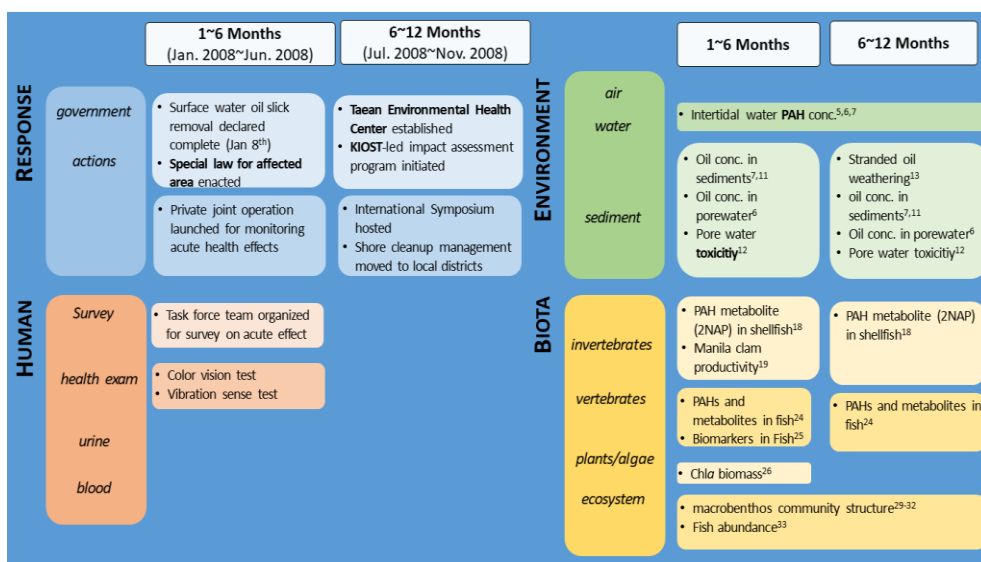 1~6 Months
(Jan. 2008~Jun. 2008)
6~12 Months
(Jul. 2008~Nov. 2008)
RESPONSE
government
actions
• Surface water oil slick
removal declared
complete (Jan 8th)
• Special law for affected
area enacted
• Taean Environmental Health
Center established
• KIOST-led impact assessment
program initiated
• Private joint operation
launched for monitoring
acute health effects
• International Symposium
hosted
• Shore cleanup management
moved to local districts
HUMAN
Survey
health exam
urine
blood
• Task force team organized
for survey on acute effect
• Color vision test
• Vibration sense test
1~6 Months
6~12 Months
ENVIRONMENT
air
water
sediment
• Intertidal water PAH conc.5,6,7
• Oil conc. in
sediments7,11
• Oil conc. in
porewater6
• Pore water
toxicitiy12
• Stranded oil
weathering13
• oil conc. in
sediments7,11
• Oil conc. in porewater6
• Pore water toxicitiy12
BIOTA
invertebrates
vertebrates
plants/algae
ecosystem
• PAH metabolite
(2NAP) in shellfish18
• Manila clam
productivity19
• PAH metabolite (2NAP)
in shellfish18
• PAHs and
metabolites in fish24
• Biomarkers in Fish25
• PAHs and metabolites in
fish24
• Chla biomass26
• macrobenthos community structure29-32
• Fish abundance33